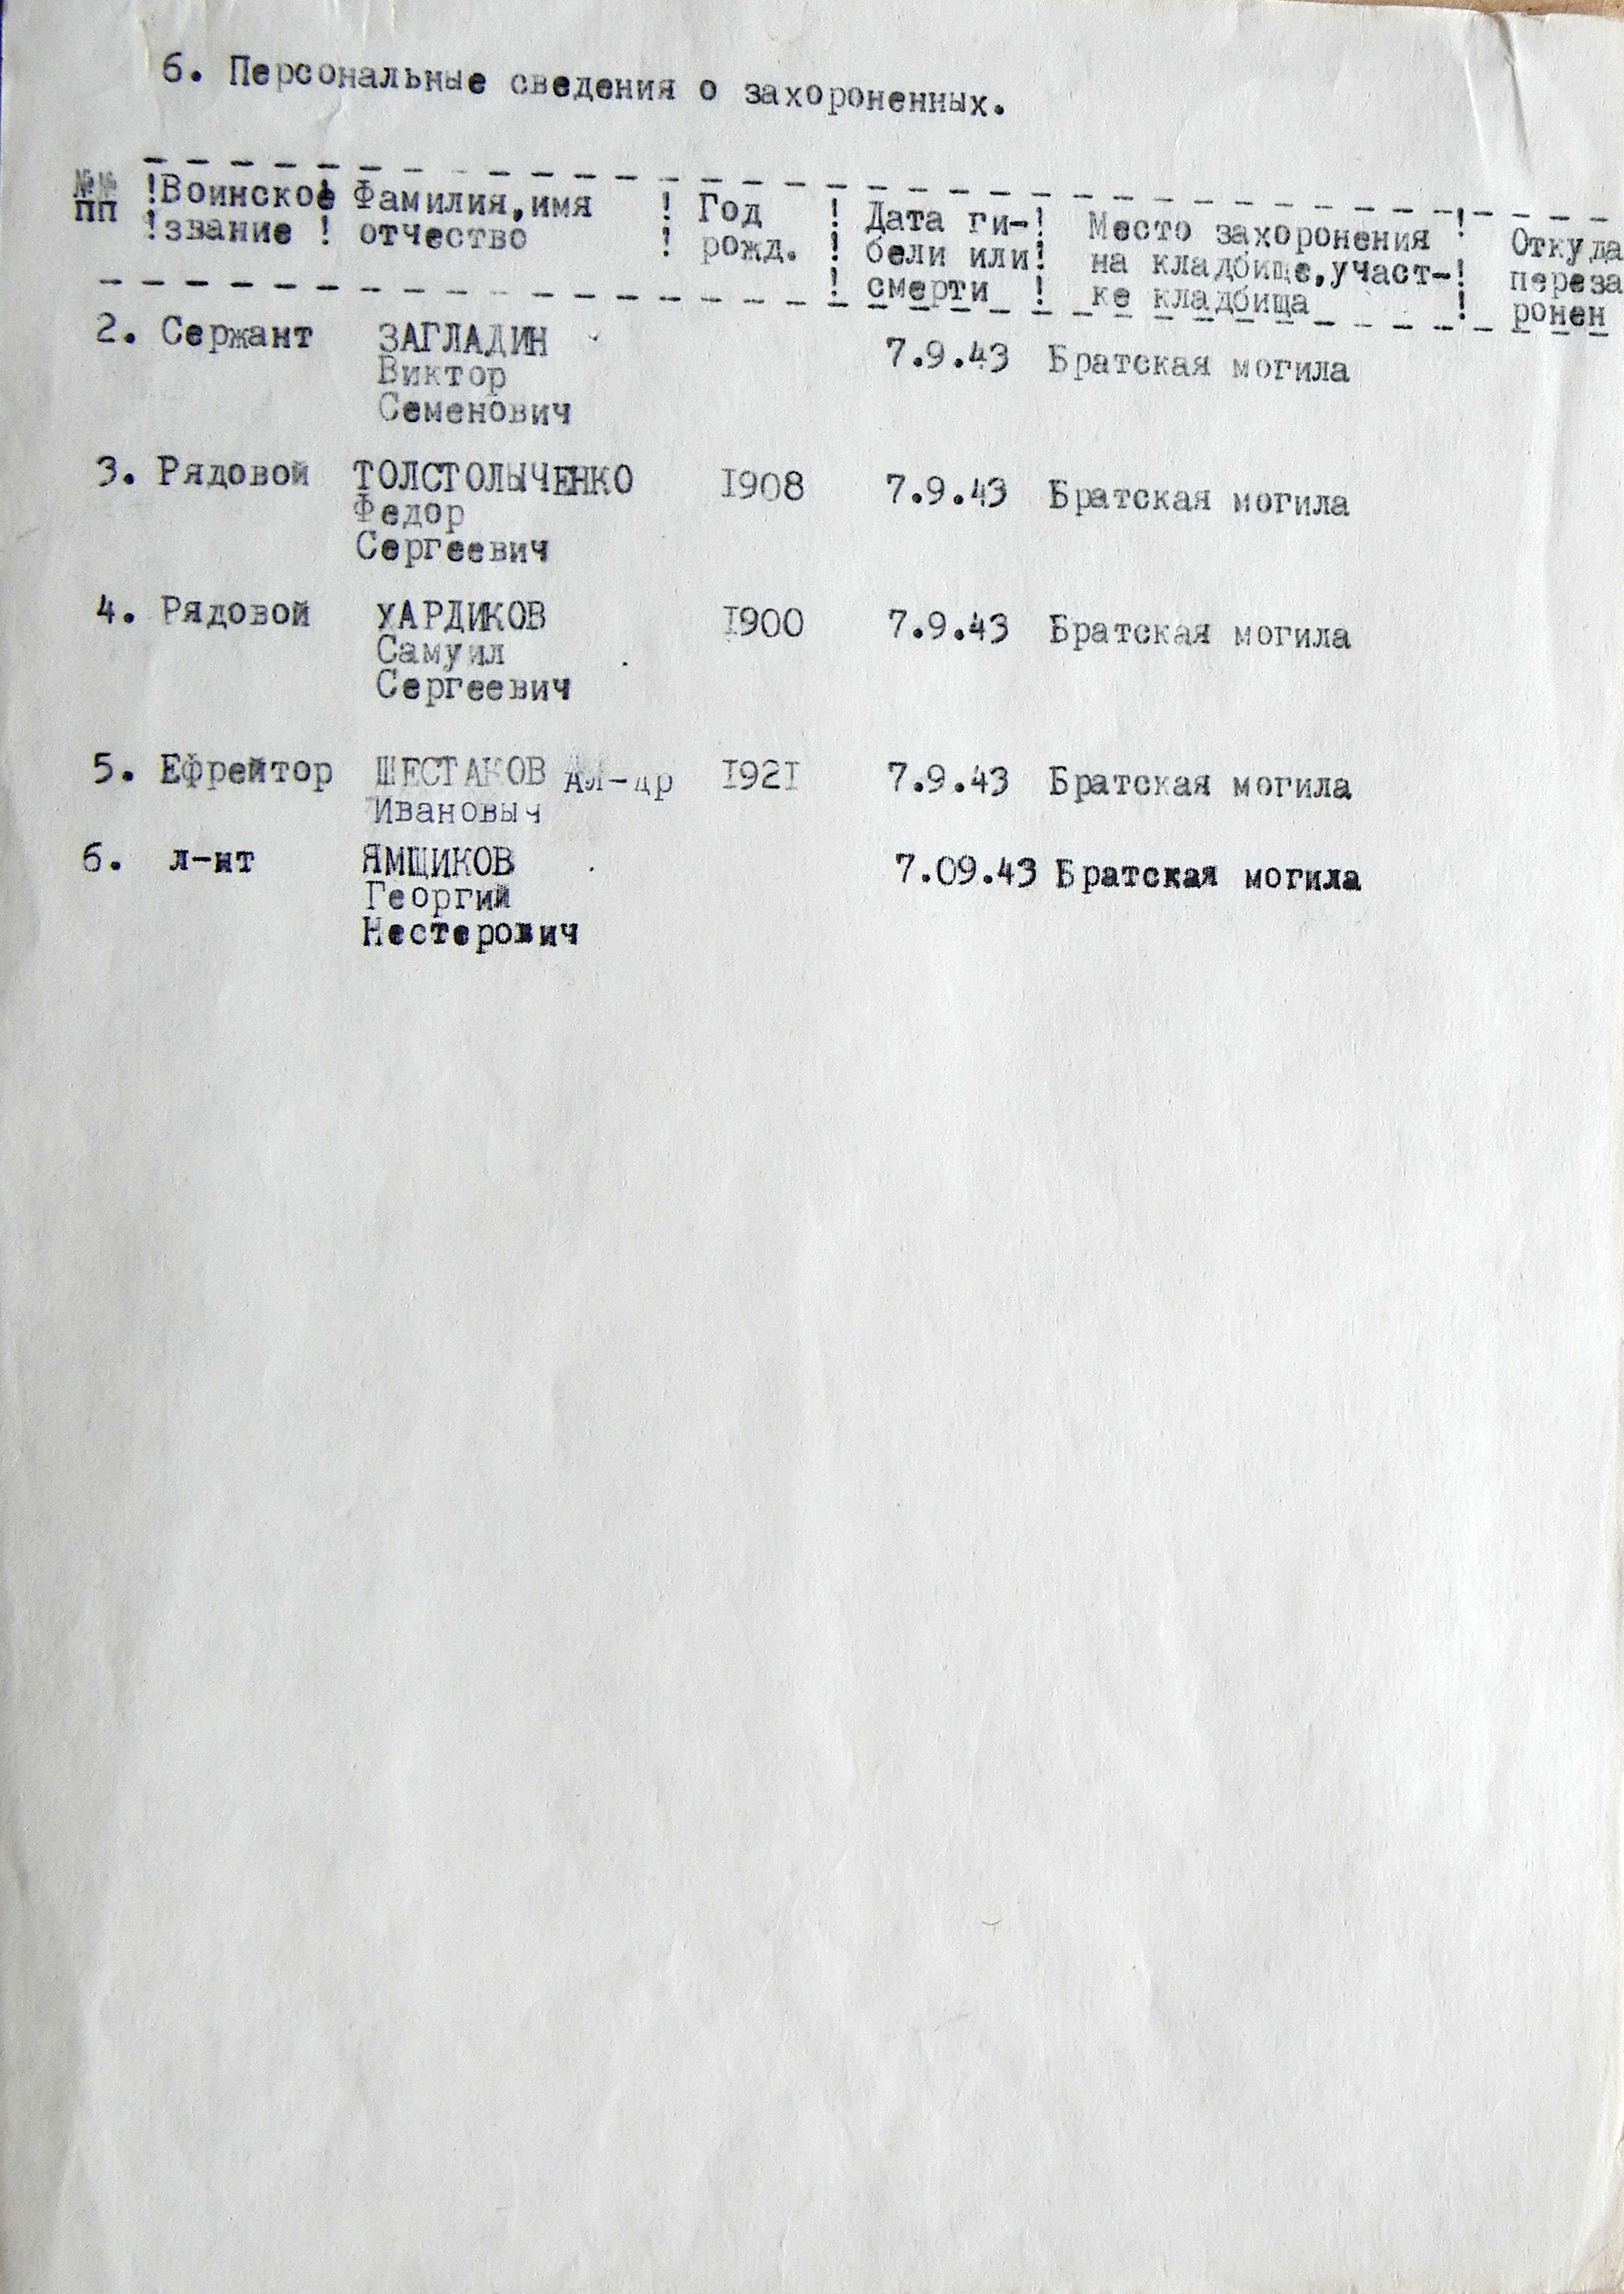 6. Персональные сведения о захороненных.
№№ !Воинское! Фамилия,имя ! Год ! Дата ги-! Место захоронения ! Откуда
пп !звание ! отчество ! рожд. ! бели или! на кладбище,участ-! переза
! смерти ! ке кладбища ! ронен
2. Сержант ЗАГЛАДИН 7.9.43 Братская могила
Виктор
Семенович
3. Рядовой ТОЛСТОЛЫЧЕНКО 1908 7.9.43 Братская могила
Федор
Сергеевич
4. Рядовой УАРДИКОВ 1900 7.9.43 Братская могила
Самуил
Сергеевич
5. Ефрейтор ШЕСТАКОВ Ал-др 1921 7.9.43 Братская могила
Ивановыч
6. л-нт ЯМЩИКОВ 7.09.43 Братская могила
Георгий
Нестерович